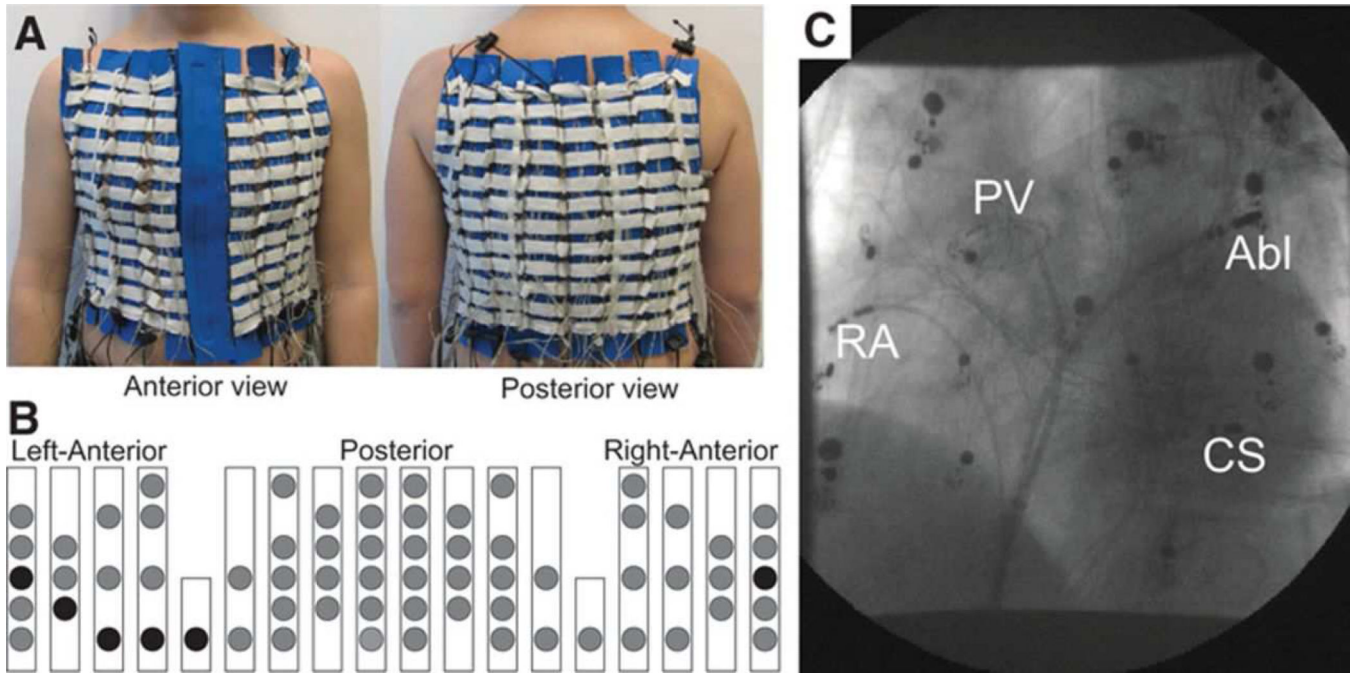 A
Anterior view
Posterior view
B
Left-Anterior
Posterior
Right-Anterior
C
PV
Abl
RA
CS